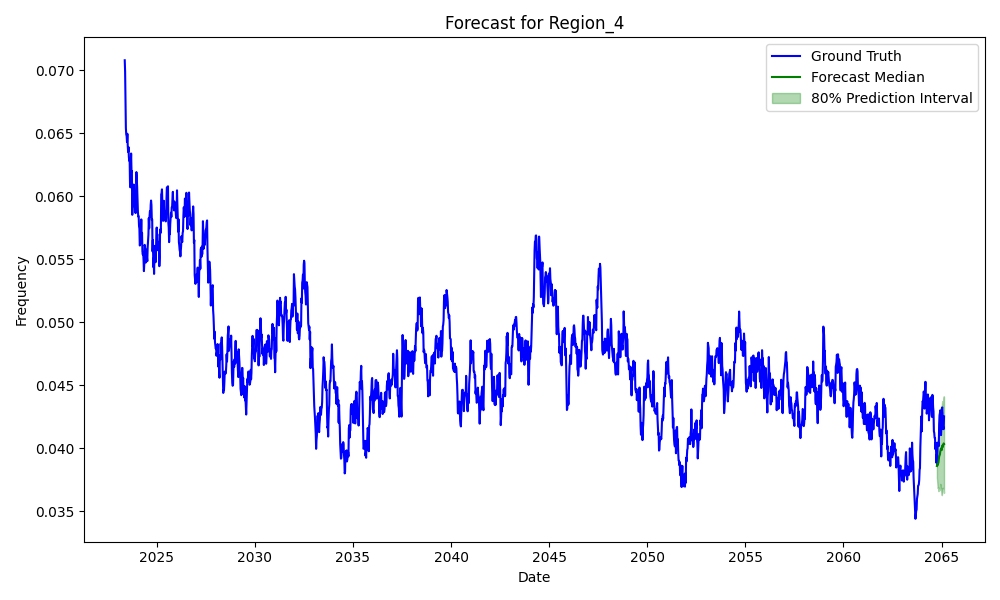 Forecast for Region_4
Ground Truth
Forecast Median
80% Prediction Interval
Frequency
0.070
0.065
0.060
0.055
0.050
0.045
0.040
0.035
2025
2030
2035
2040
2045
2050
2055
2060
2065
Date